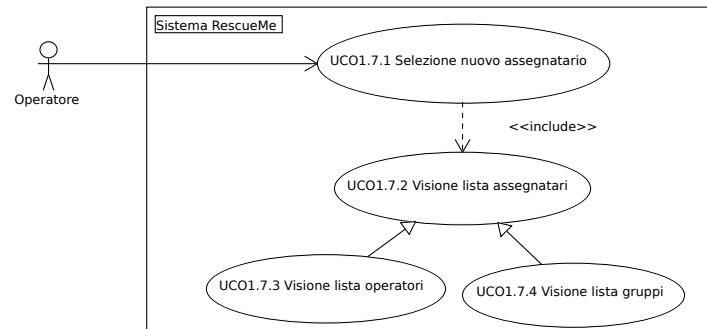 Sistema RescueMe
UCO1.7.1 Selezione nuovo assegnatario
Operatore
<<include>>
UCO1.7.2 Visione lista assegnatari
UCO1.7.3 Visione lista operatori
UCO1.7.4 Visione lista gruppi